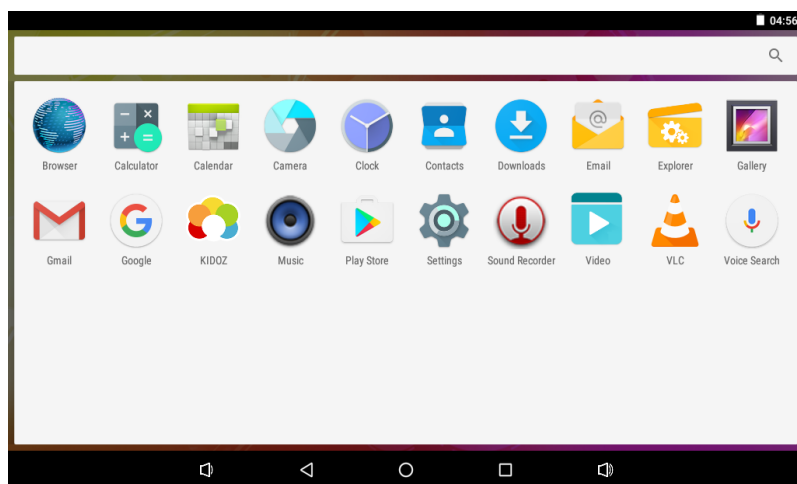 04:56
Browser Calculator Calendar Camera Clock Contacts Downloads Email Explorer Gallery
Gmail Google KIDOZ Music Play Store Settings Sound Recorder Video VLC Voice Search